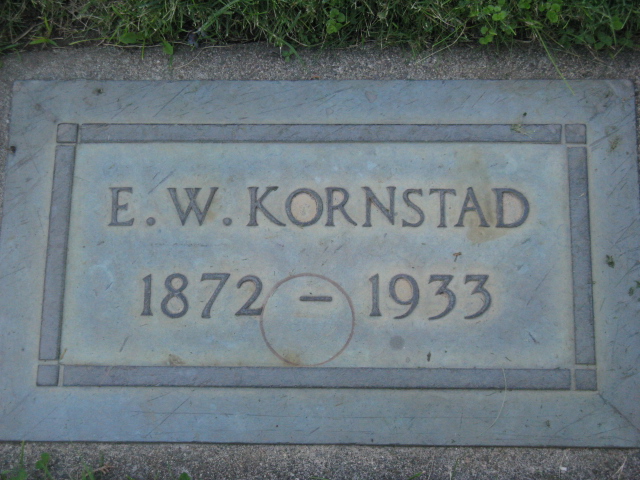 E. W. KORNSTAD
1872 – 1933